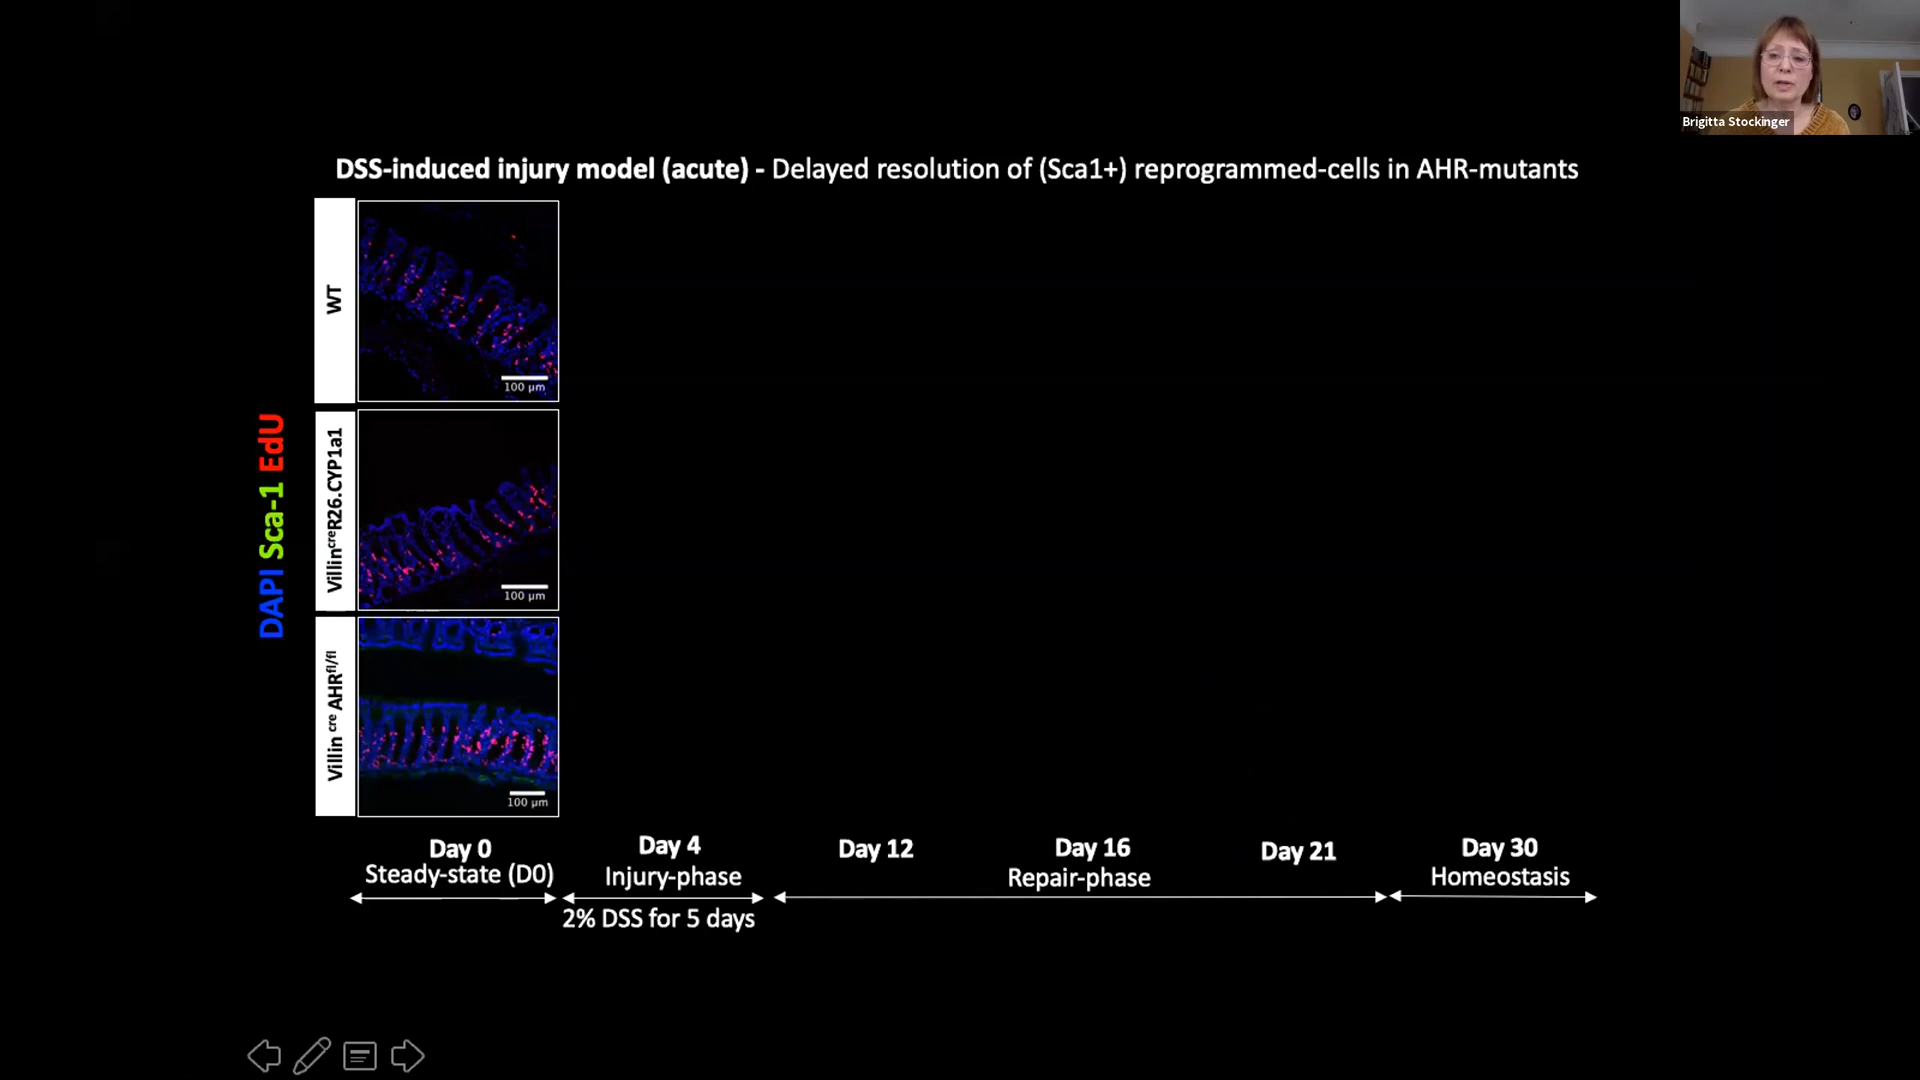 Brigitta Stockinger
DSS-induced injury model (acute) - Delayed resolution of (Sca1+) reprogrammed-cells in AHR-mutants
DAPI Sca-1 EdU
WT
100 µm
VillincreR26.CYP1a1
100 µm
Villin cre AHRfl/fl
100 µm
Day 0
Steady-state (D0)
Day 4
Injury-phase
2% DSS for 5 days
Day 12
Day 16
Repair-phase
Day 21
Day 30
Homeostasis